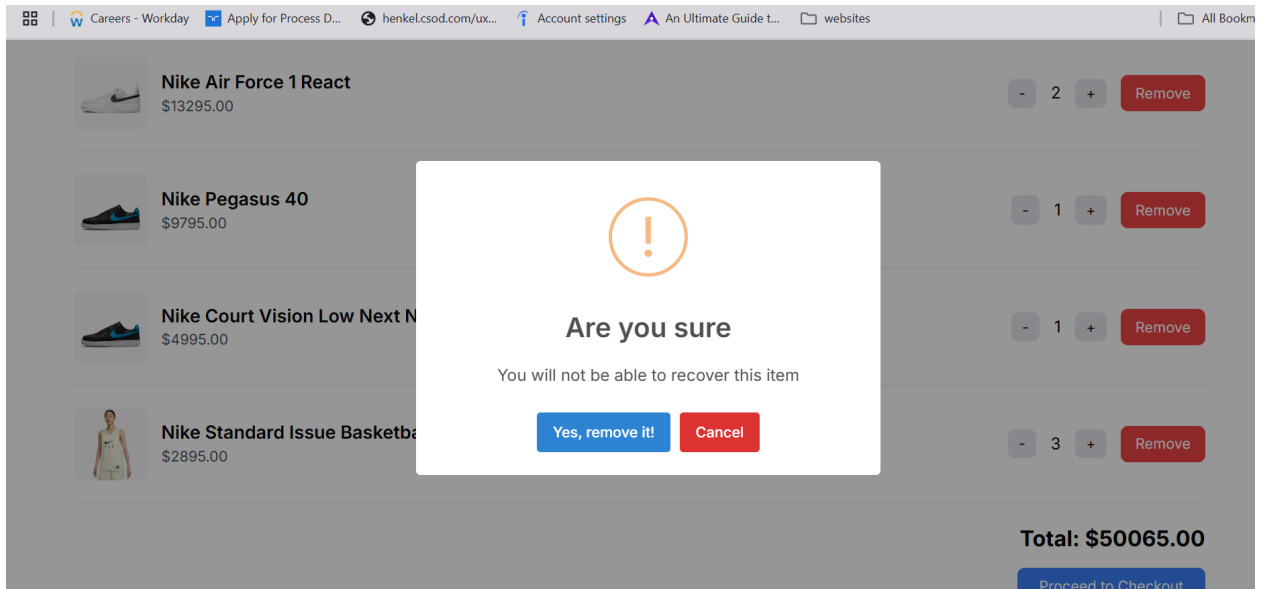 Careers - Workday Apply for Process D... henkel.csod.com/ux... Account settings An Ultimate Guide t... websites All Bookm
Nike Air Force 1 React
$13295.00
- 2 + Remove
Nike Pegasus 40
$9795.00
- 1 + Remove
Nike Court Vision Low Next N
$4995.00
- 1 + Remove
Nike Standard Issue Basketba
$2895.00
- 3 + Remove
!
Are you sure
You will not be able to recover this item
Yes, remove it! Cancel
Total: $50065.00
Proceed to Checkout